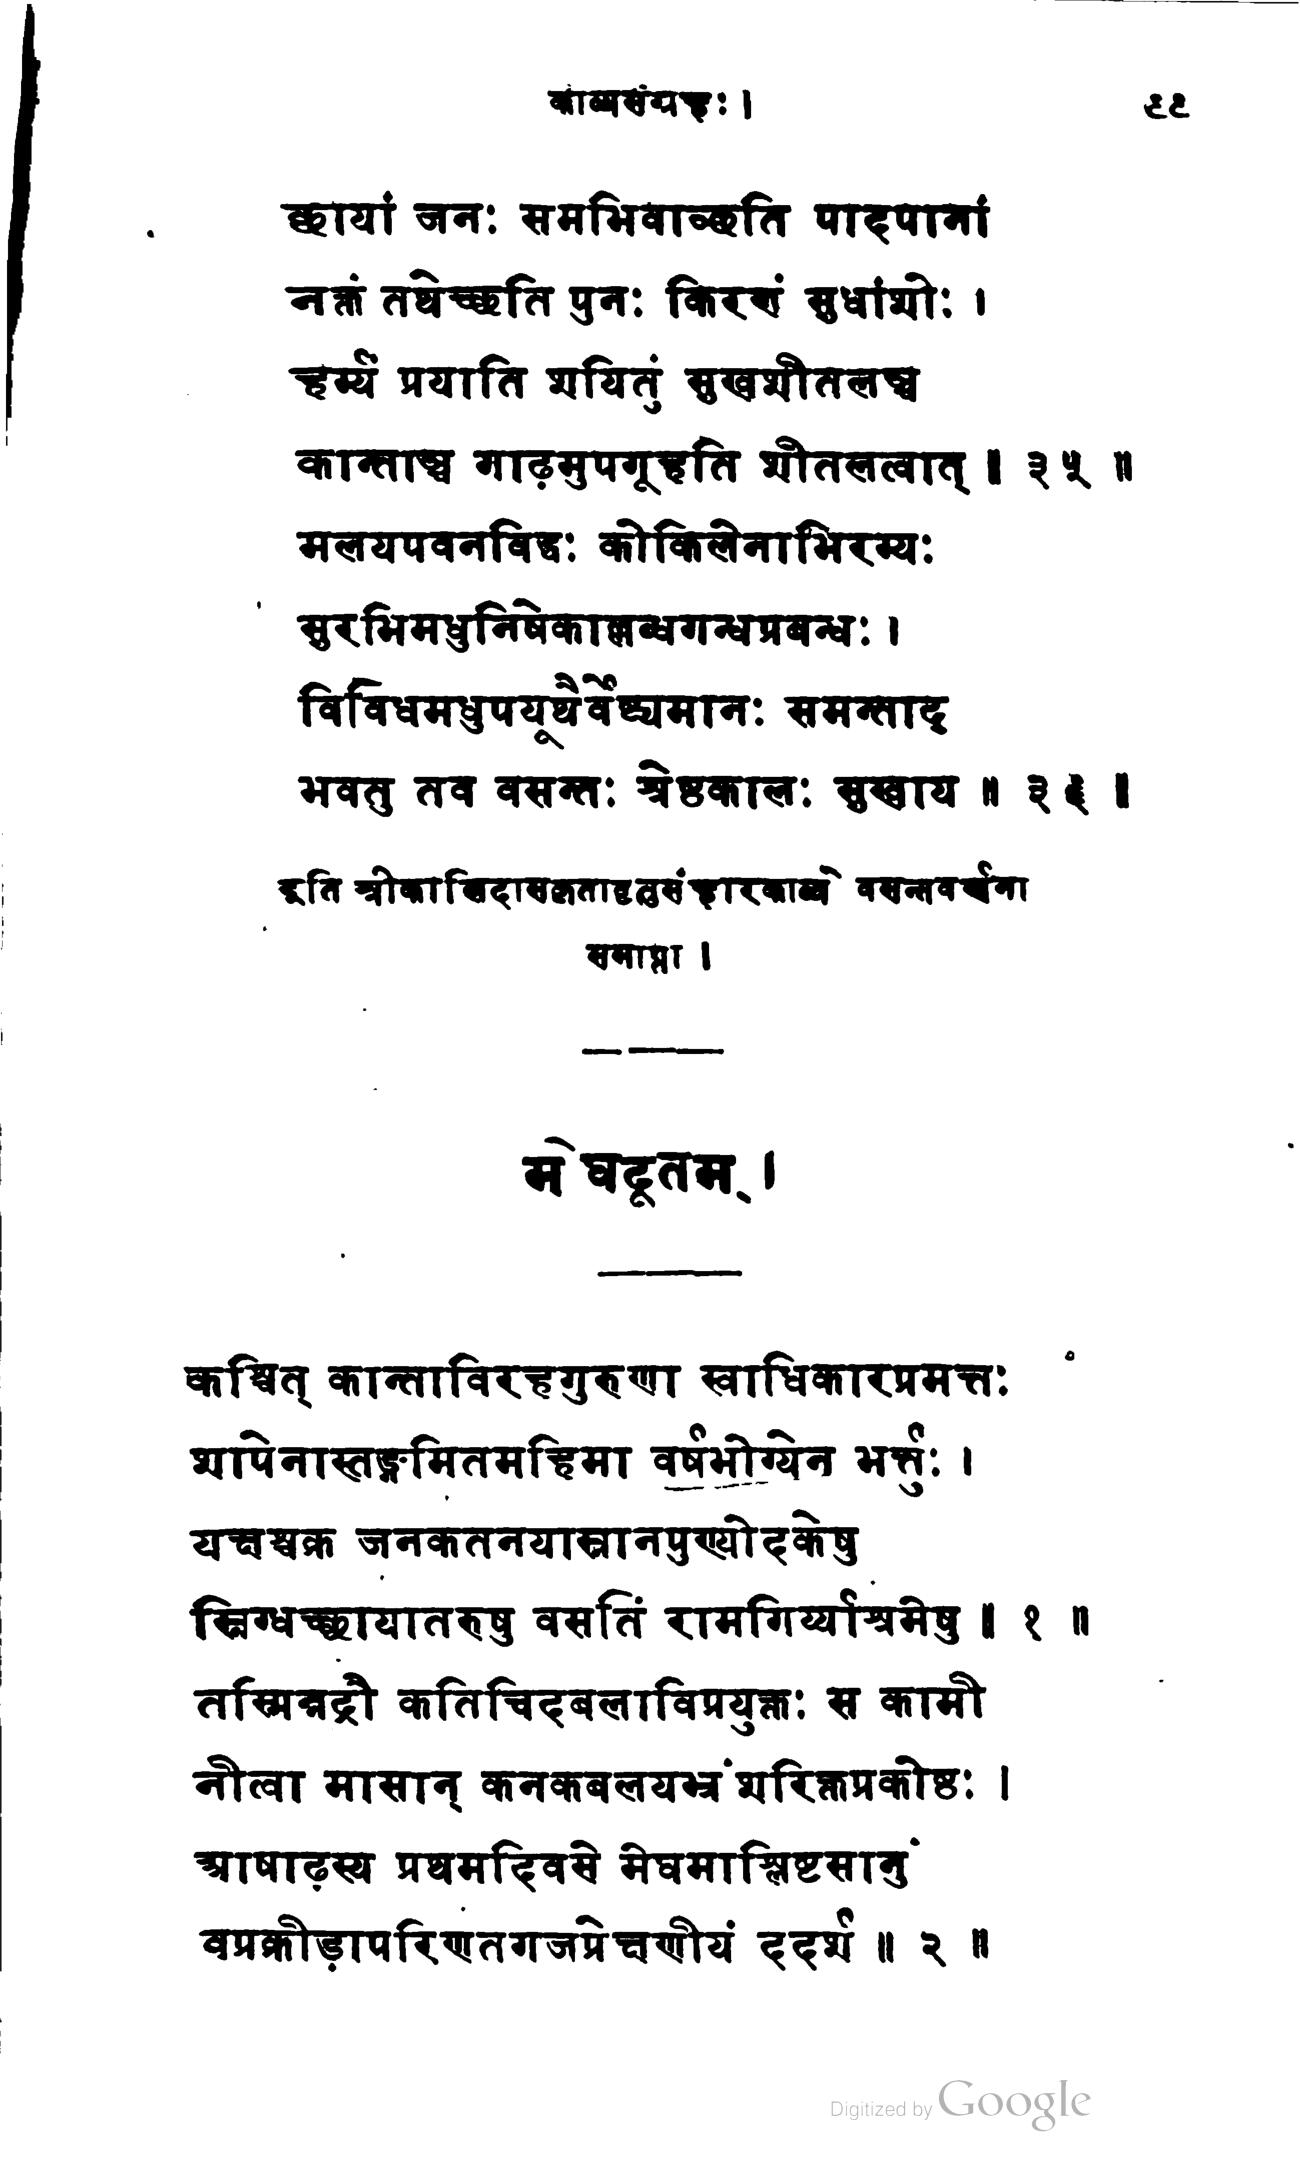 काव्यसंग्रहः। ९९
छायां जनः समभिवाञ्छति पादपानां
नक्तं तथेच्छति पुनः किरणं सुधांशोः ।
हर्म्यं प्रयाति शयितुं सुखशीतलञ्च
कान्ताञ्च गाढ़मुपगूहति शीतलत्वात् ॥ ३५ ॥
मलयपवनविद्धः कोकिलेनाभिरम्यः
सुरभिमधुनिषेकाल्लब्धगन्धप्रबन्धः ।
विविधमधुपयूथैर्वेष्ट्यमानः समन्ताद्
भवतु तव वसन्तः श्रेष्ठकालः सुखाय ॥ ३६ ॥
इति श्रीकालिदासकृतावृतुसंहारकाव्ये वसन्तवर्णना
समाप्ता ।
मेघदूतम् ।
कश्चित् कान्ताविरहगुरुणा स्वाधिकारप्रमत्तः
शापेनास्तङ्गमितमहिमा वर्षभोग्येन भर्त्तुः ।
यक्षश्चक्रे जनकतनयास्नानपुण्योदकेषु
स्निग्धच्छायातरुषु वसतिं रामगिर्य्याश्रमेषु ॥ १ ॥
तस्मिन्नद्रौ कतिचिदबलाविप्रयुक्तः स कामी
नीत्वा मासान् कनकबलयभ्रंशरिक्तप्रकोष्ठः ।
आषाढ़स्य प्रथमदिवसे मेघमाश्लिष्टसानुं
वप्रक्रीड़ापरिणतगजप्रेक्षणीयं ददर्श ॥ २ ॥
Digitized by Google